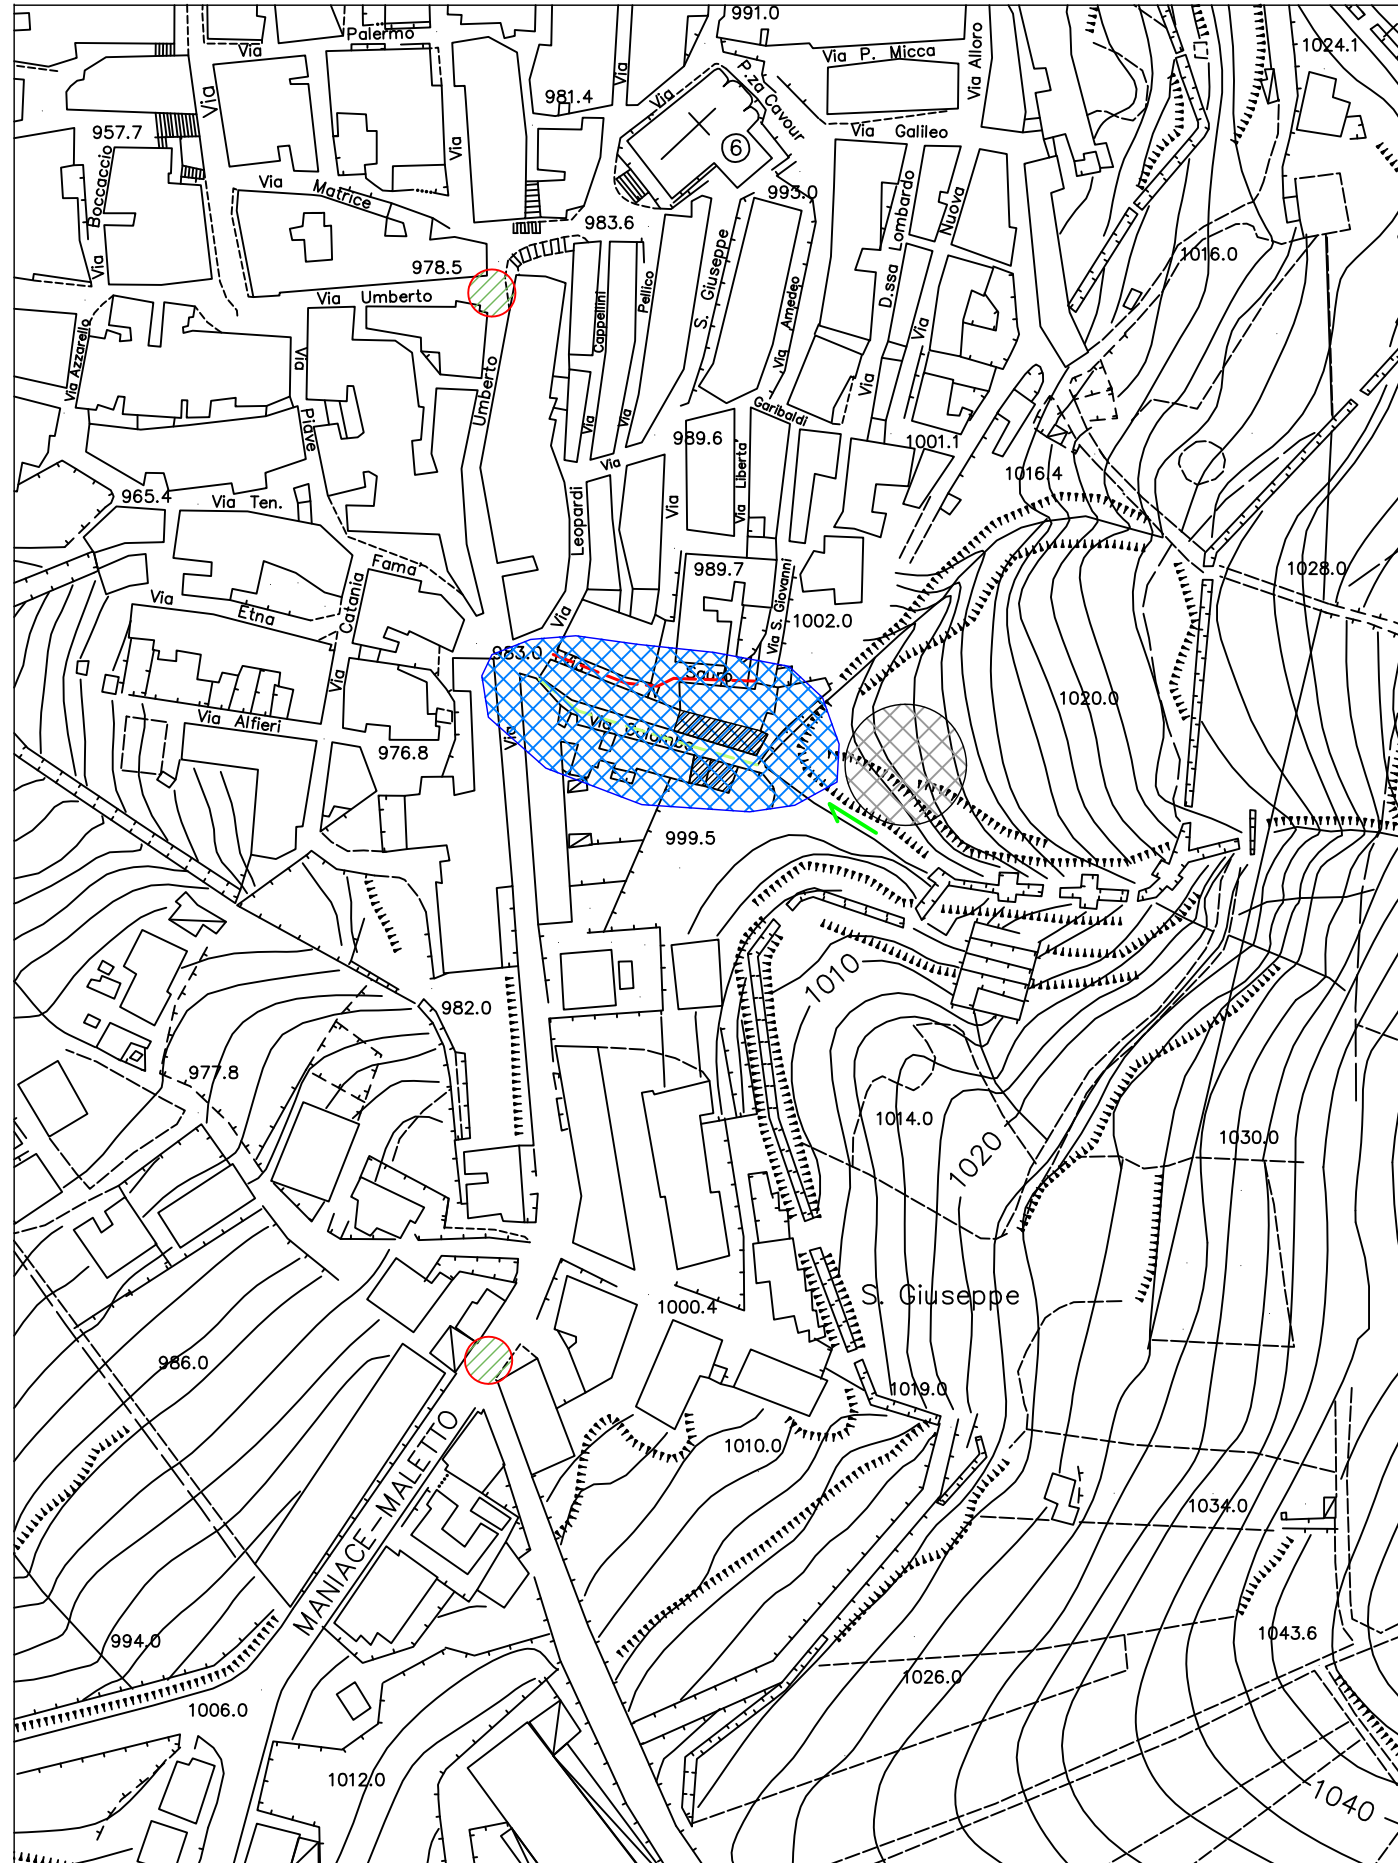 991.0
Via Palermo
Via P. Micca
Via Alloro
1024.1
Via
981.4
Via
P.za Cavour
Via
957.7
Via
Via Galileo
6
Boccaccio
Via
Via Matrice
993.0
983.6
D.ssa Lombardo
Nuova
1016.0
978.5
S. Giuseppe
Via Umberto
Pellico
Cappellini
Amedeo
Via
Via Azzarello
Via
Piave
Umberto
Via
Via
Via
Via
Garibaldi
989.6
1001.1
1016.4
Via
965.4
Via Ten.
Leopardi
Via
Via Liberta'
Fama
989.7
1028.0
Via
Etna
Catania
Via S. Giovanni
1002.0
Via
983.0
Via
Sauro
1020.0
Via Alfieri
Via
976.8
Via
Via Colombo
999.5
1010
982.0
977.8
1014.0
1020
1030.0
S. Giuseppe
1000.4
986.0
1019.0
MANIACE-MALETTO
1010.0
1034.0
994.0
1043.6
1006.0
1026.0
1012.0
1040